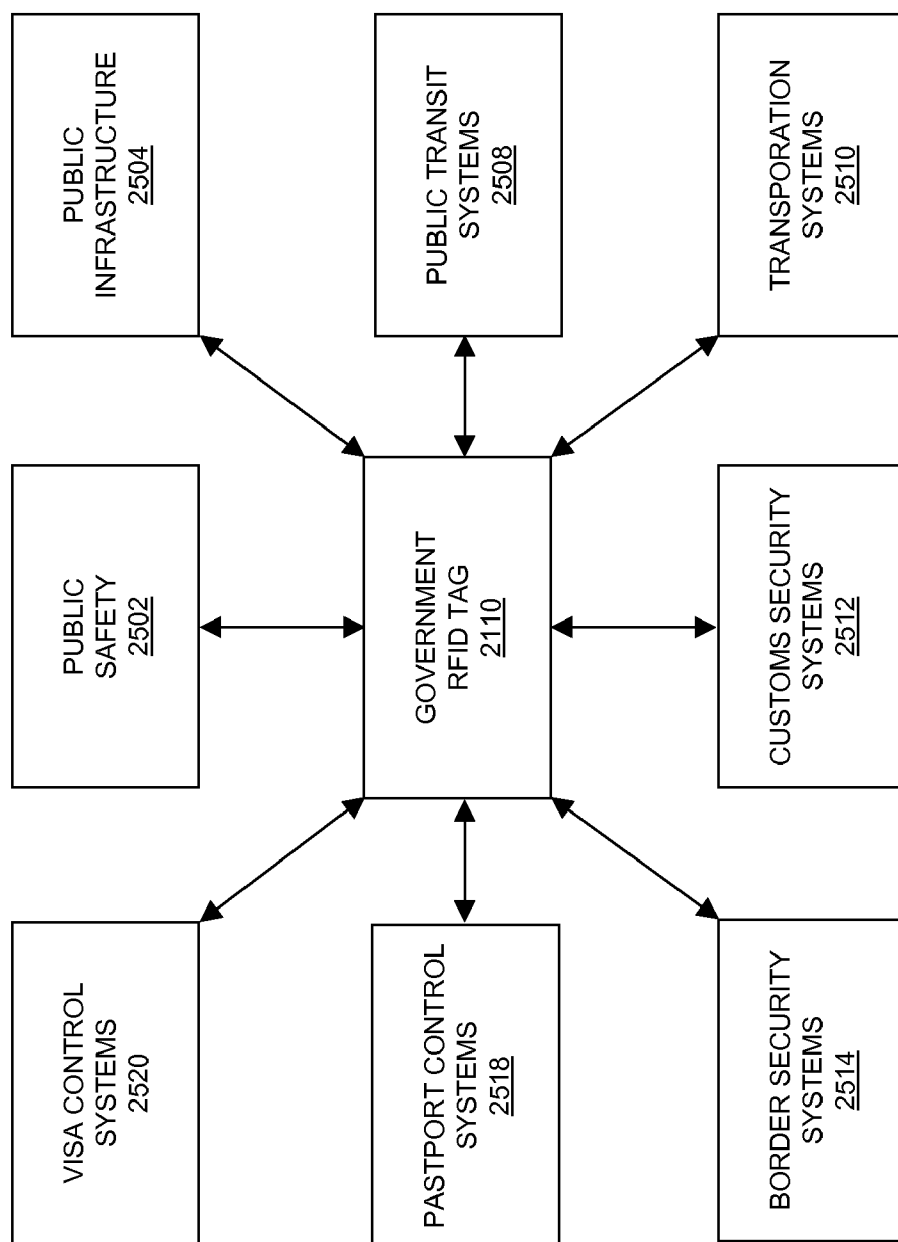 VISA CONTROL
SYSTEMS
2520
PUBLIC
SAFETY
2502
PUBLIC
INFRASTRUCTURE
2504
PASTPORT CONTROL
SYSTEMS
2518
GOVERNMENT
RFID TAG
2110
PUBLIC TRANSIT
SYSTEMS
2508
BORDER SECURITY
SYSTEMS
2514
CUSTOMS SECURITY
SYSTEMS
2512
TRANSPORATION
SYSTEMS
2510